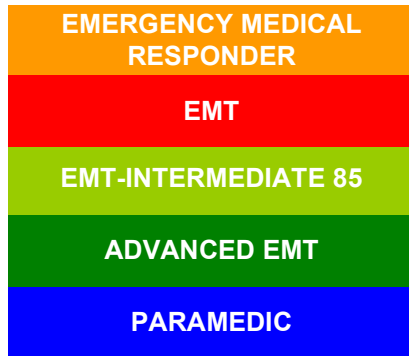 EMERGENCY MEDICAL
RESPONDER
EMT
EMT-INTERMEDIATE 85
ADVANCED EMT
PARAMEDIC